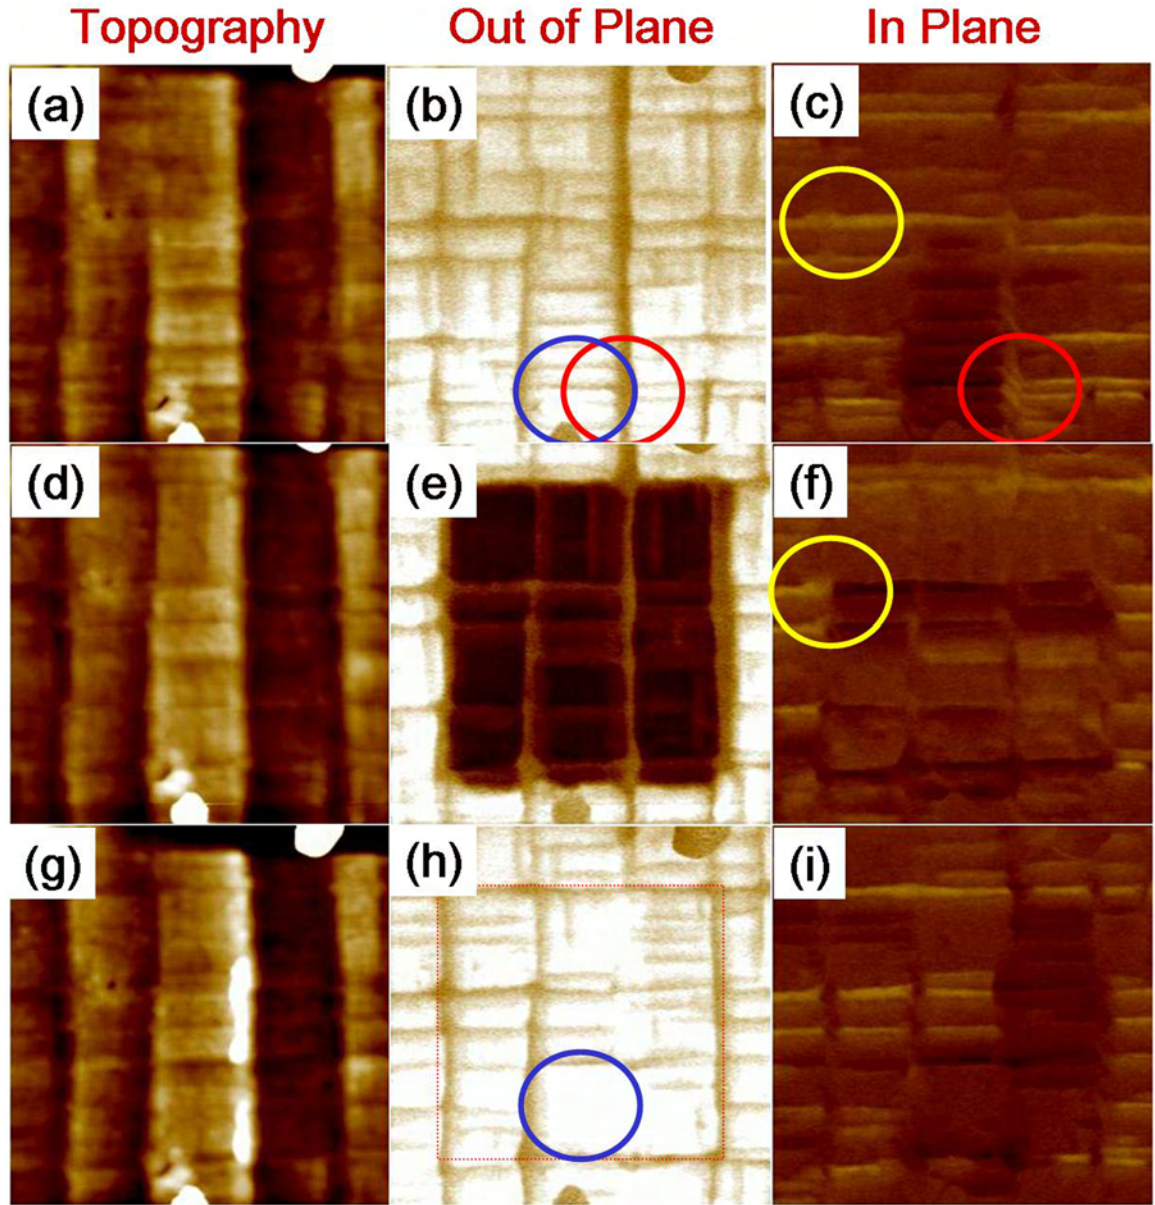 Topography Out of Plane In Plane
(a) (b) (c)
(d) (e) (f)
(g) (h) (i)